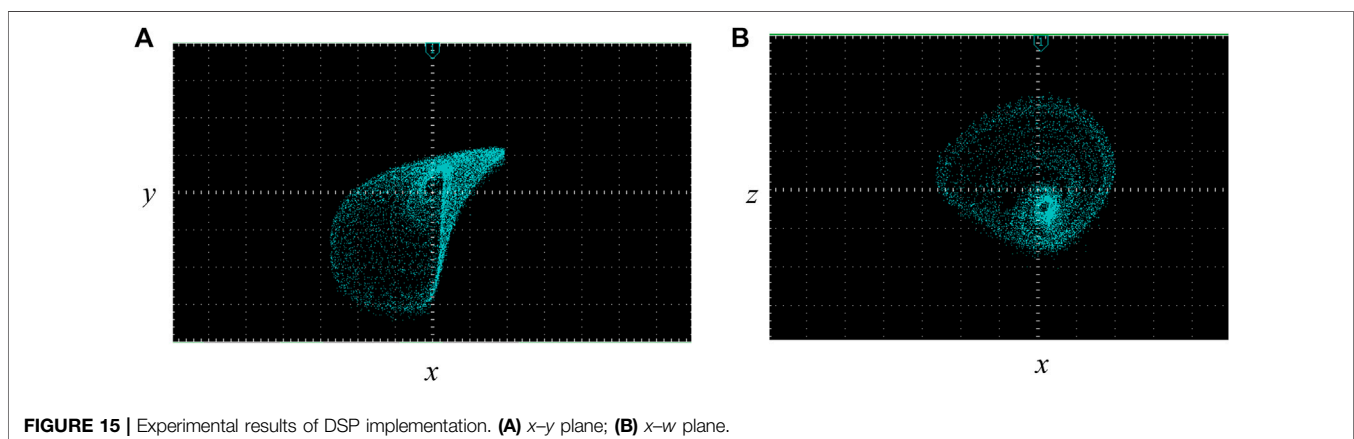 A
B
y
z
x
x
FIGURE 15 | Experimental results of DSP implementation. (A) x–y plane; (B) x–w plane.